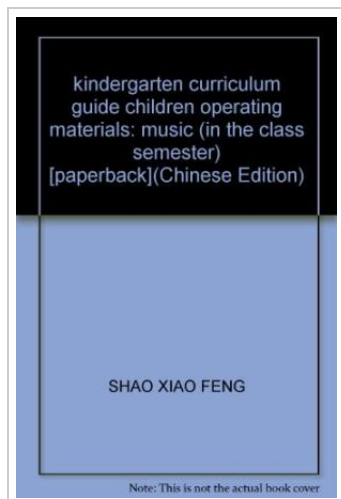 kindergarten curriculum
guide children operating
materials: music (in the class
semester)
[paperback](Chinese Edition)
SHAO XIAO FENG
Note: This is not the actual book cover